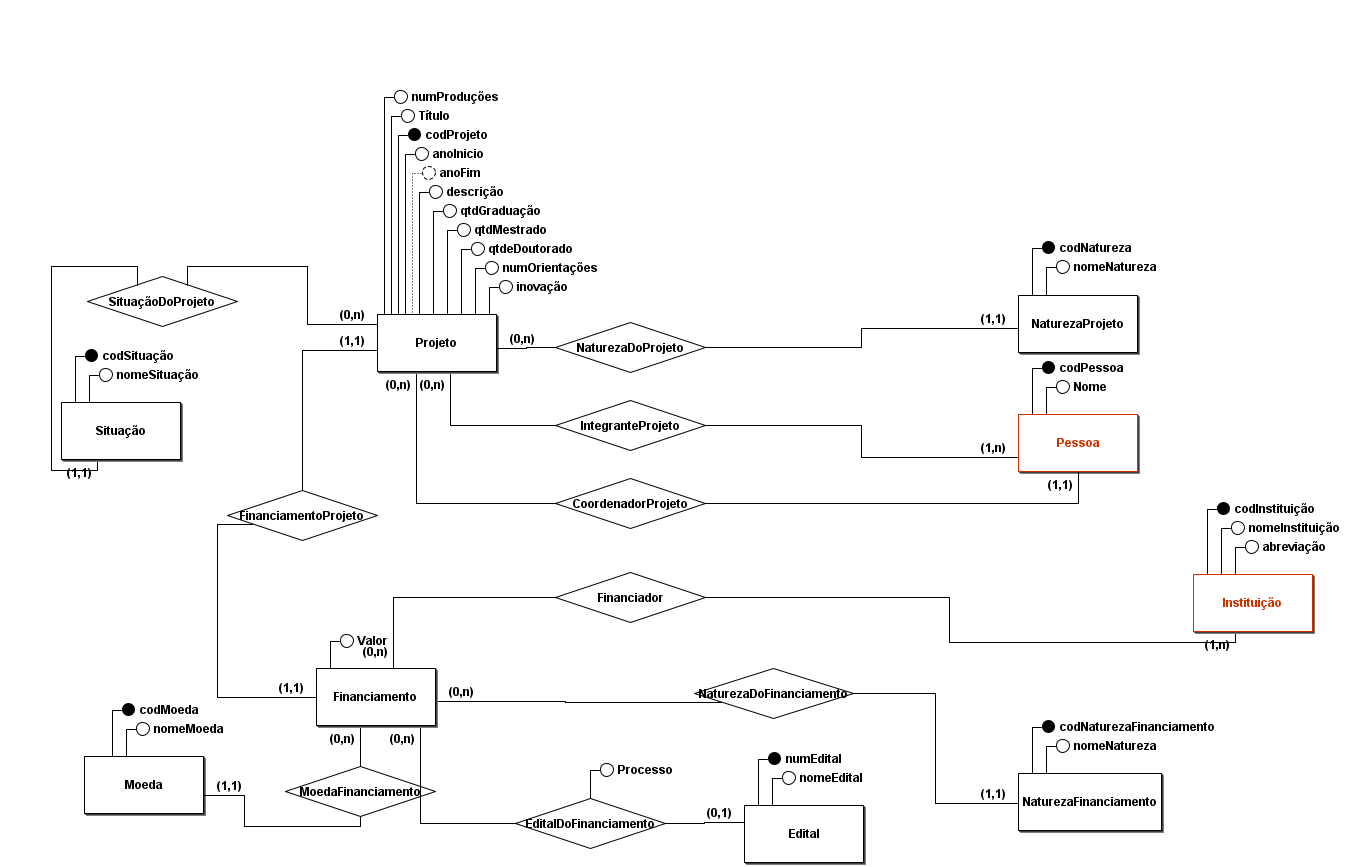 numProduções
Título
codProjeto
anoInicio
anoFim
descrição
qtdGraduação
qtdMestrado
qtdeDoutorado
numOrientações
inovação
codNatureza
nomeNatureza
SituaçãoDoProjeto
(0,n)
(1,1)
Projeto
(0,n)
NaturezaDoProjeto
(1,1)
NaturezaProjeto
codSituação
nomeSituação
Situação
(1,1)
(0,n)
(0,n)
IntegranteProjeto
(1,n)
codPessoa
Nome
Pessoa
(1,1)
CoordenadorProjeto
FinanciamentoProjeto
codInstituição
nomeInstituição
abreviação
Instituição
(1,n)
Financiador
Valor
(0,n)
(1,1)
Financiamento
(0,n)
NaturezaDoFinanciamento
codMoeda
nomeMoeda
Moeda
(1,1)
(0,n)
(0,n)
MoedaFinanciamento
Processo
EditalDoFinanciamento
(0,1)
numEdital
nomeEdital
Edital
codNaturezaFinanciamento
nomeNatureza
(1,1)
NaturezaFinanciamento